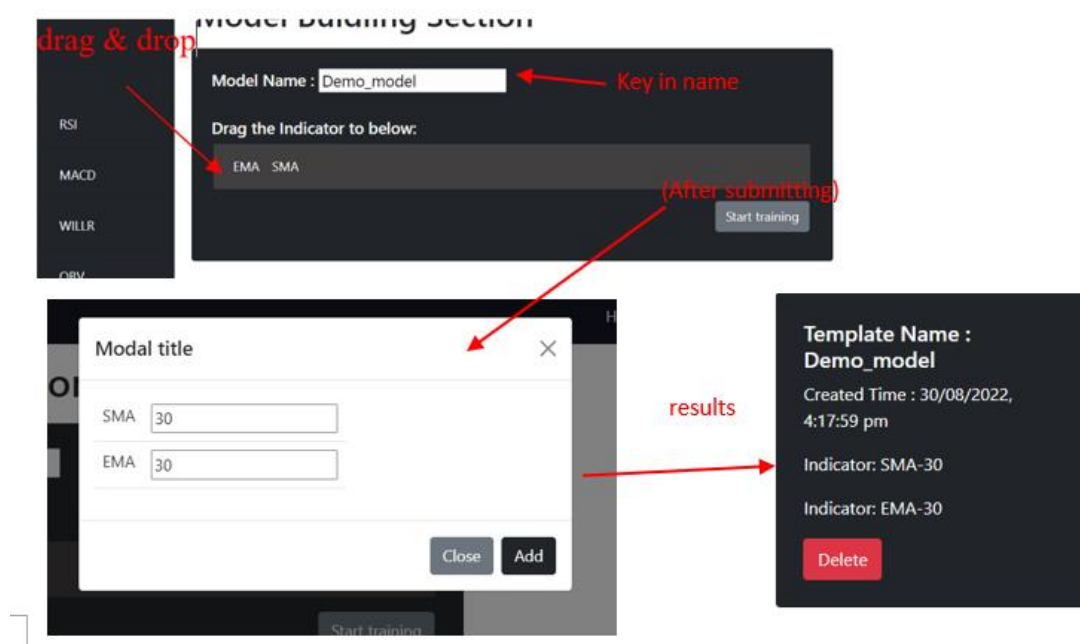 Model Building Section
drag & drop
Model Name : Demo_model
Key in name
RSI
Drag the Indicator to below:
MACD
EMA SMA
(After submitting)
WILLR
Start training
OBV
H
Modal title
SMA 30
EMA 30
Close Add
Start training
results
Template Name :
Demo_model
Created Time : 30/08/2022,
4:17:59 pm
Indicator: SMA-30
Indicator: EMA-30
Delete